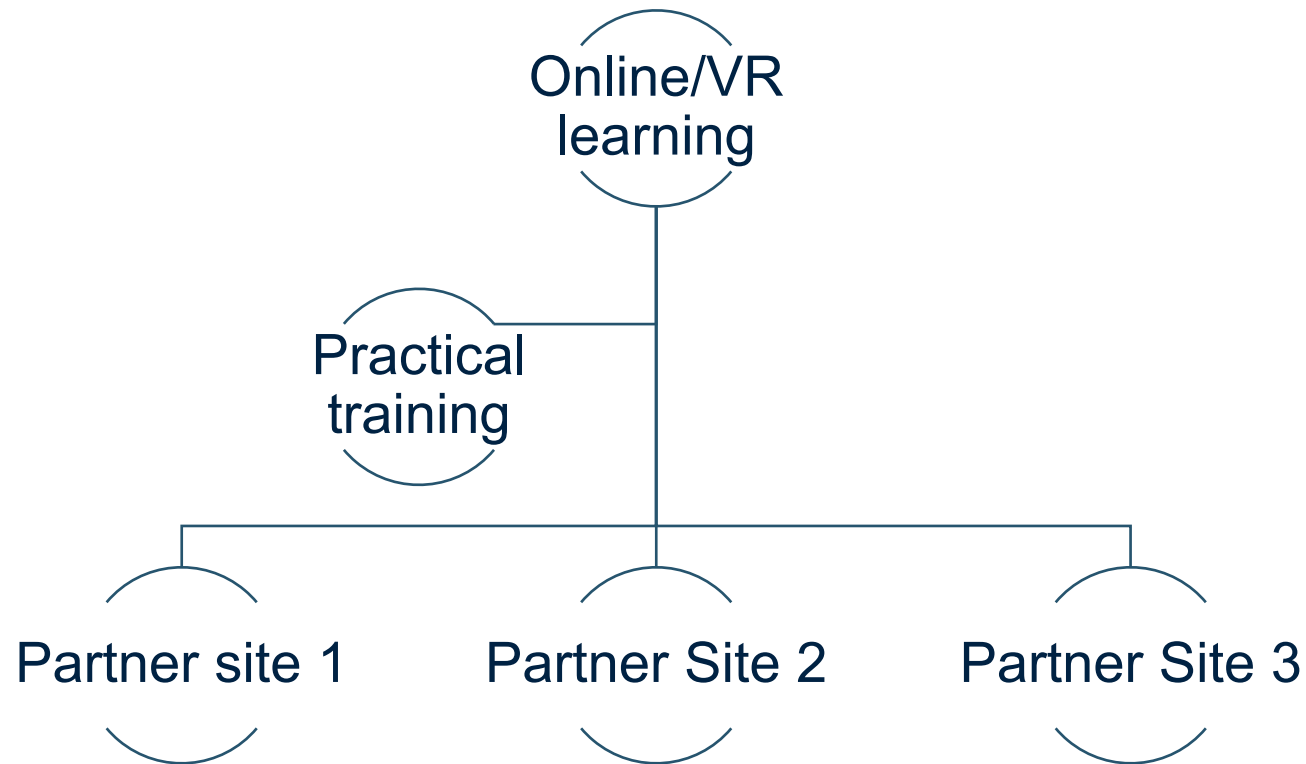 Online/VR
learning
Practical
training
Partner site 1
Partner Site 2
Partner Site 3